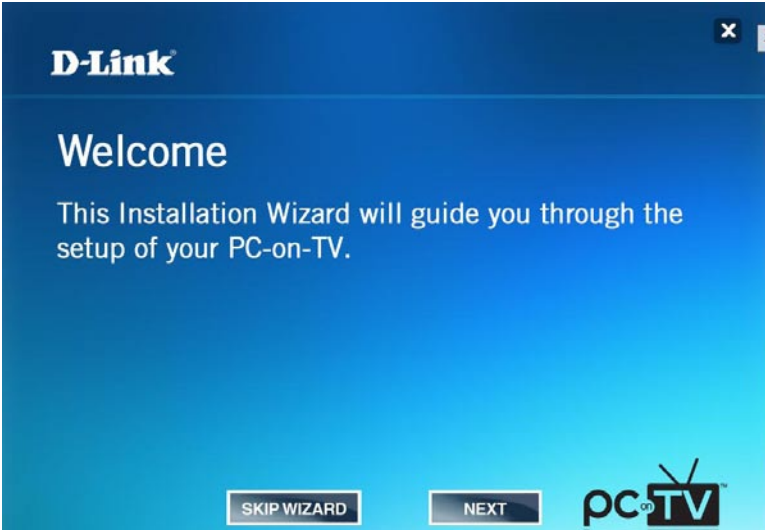 D-Link®
Welcome
This Installation Wizard will guide you through the
setup of your PC-on-TV.
SKIP WIZARD
NEXT
pc on TV™